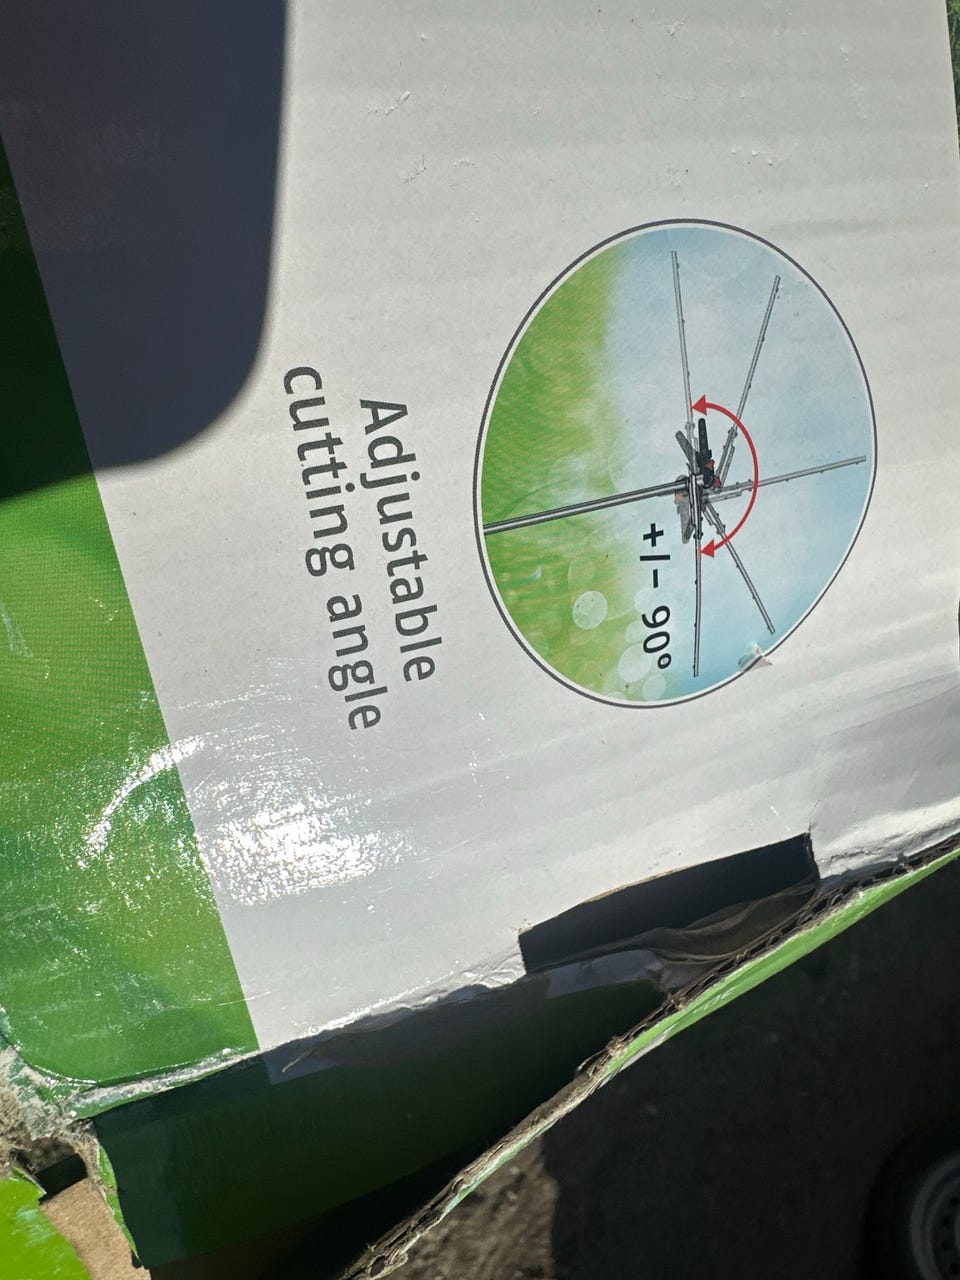 +/- 90°
Adjustable
cutting angle